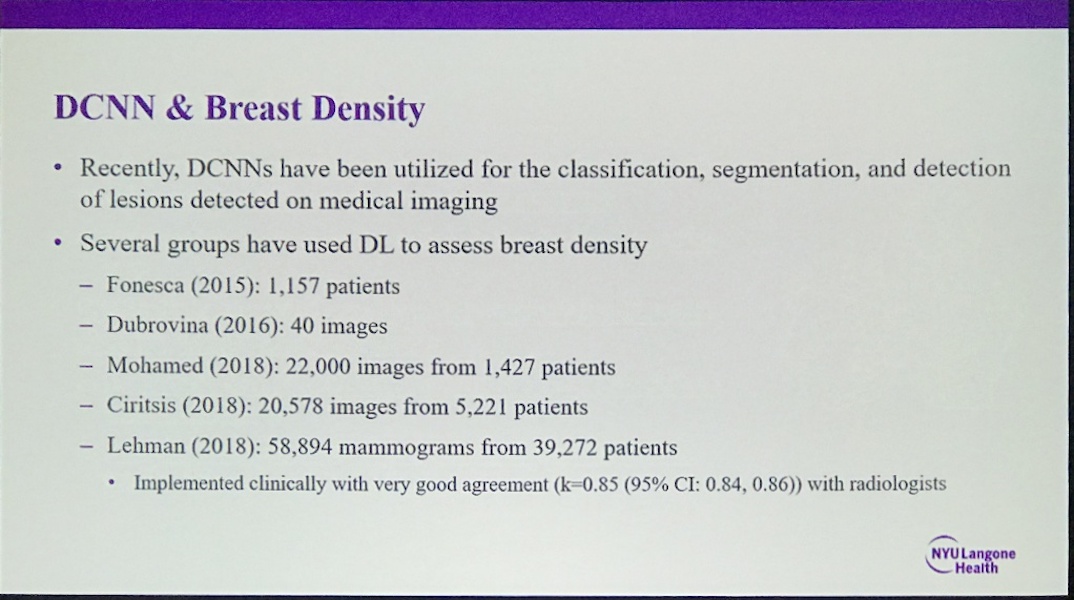 DCNN & Breast Density
• Recently, DCNNs have been utilized for the classification, segmentation, and detection
of lesions detected on medical imaging
• Several groups have used DL to assess breast density
– Fonesca (2015): 1,157 patients
– Dubrovina (2016): 40 images
– Mohamed (2018): 22,000 images from 1,427 patients
– Ciritsis (2018): 20,578 images from 5,221 patients
– Lehman (2018): 58,894 mammograms from 39,272 patients
• Implemented clinically with very good agreement (k=0.85 (95% CI: 0.84, 0.86)) with radiologists
NYU Langone
Health